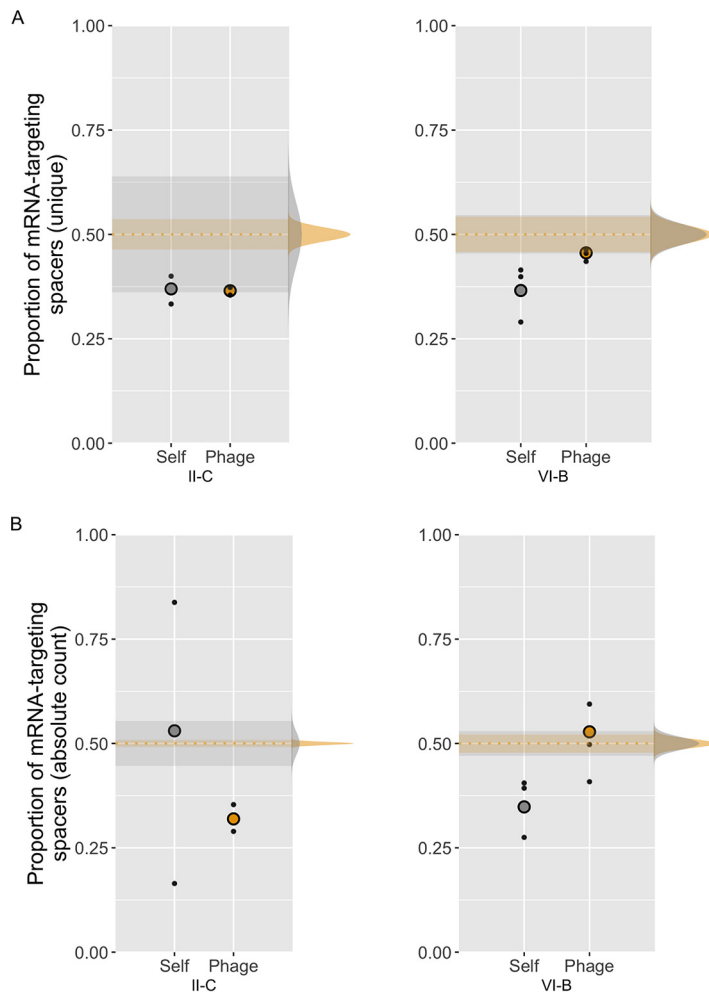 A
Proportion of mRNA-targeting
spacers (unique)
1.00
0.75
0.50
0.25
0.00
Self Phage
II-C
1.00
0.75
0.50
0.25
0.00
Self Phage
VI-B
B
Proportion of mRNA-targeting
spacers (absolute count)
1.00
0.75
0.50
0.25
0.00
Self Phage
II-C
1.00
0.75
0.50
0.25
0.00
Self Phage
VI-B